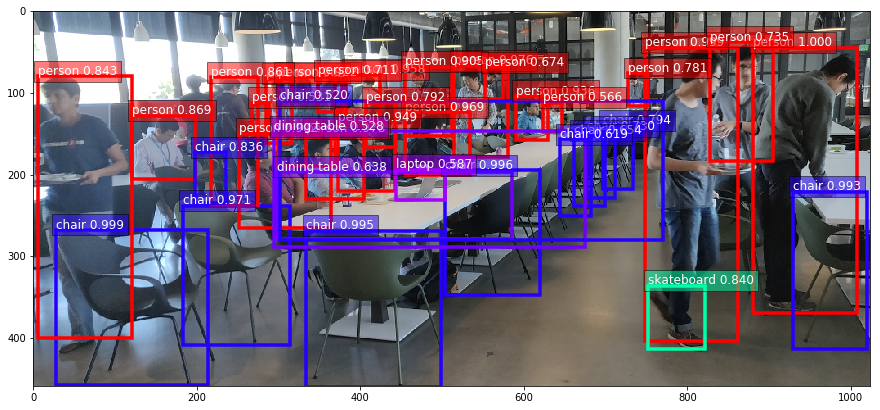 person 0.735
person 1.000
person 0.905
person 0.674
person 0.843
person 0.861
person 0.711
person 0.781
chair 0.520
person 0.792
person 0.566
person 0.869
person 0.969
person 0.949
dining table 0.528
chair 0.794
chair 0.619
chair 0.836
dining table 0.638
laptop 0.587
0.996
chair 0.993
chair 0.971
chair 0.999
chair 0.995
skateboard 0.840
0
100
200
300
400
0
200
400
600
800
1000